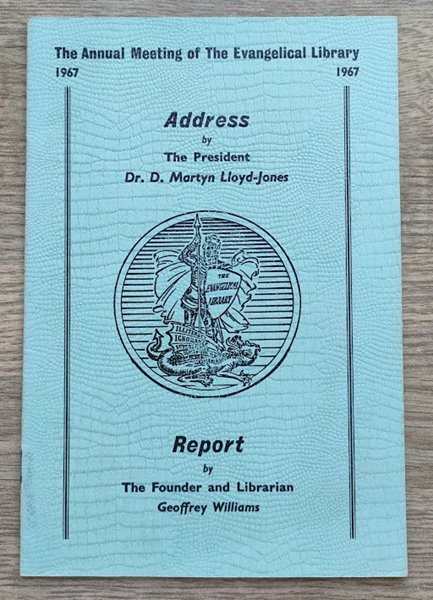 The Annual Meeting of The Evangelical Library
1967 1967
Address
by
The President
Dr. D. Martyn Lloyd-Jones
THE
EVANGELICAL
LIBRARY
Report
by
The Founder and Librarian
Geoffrey Williams